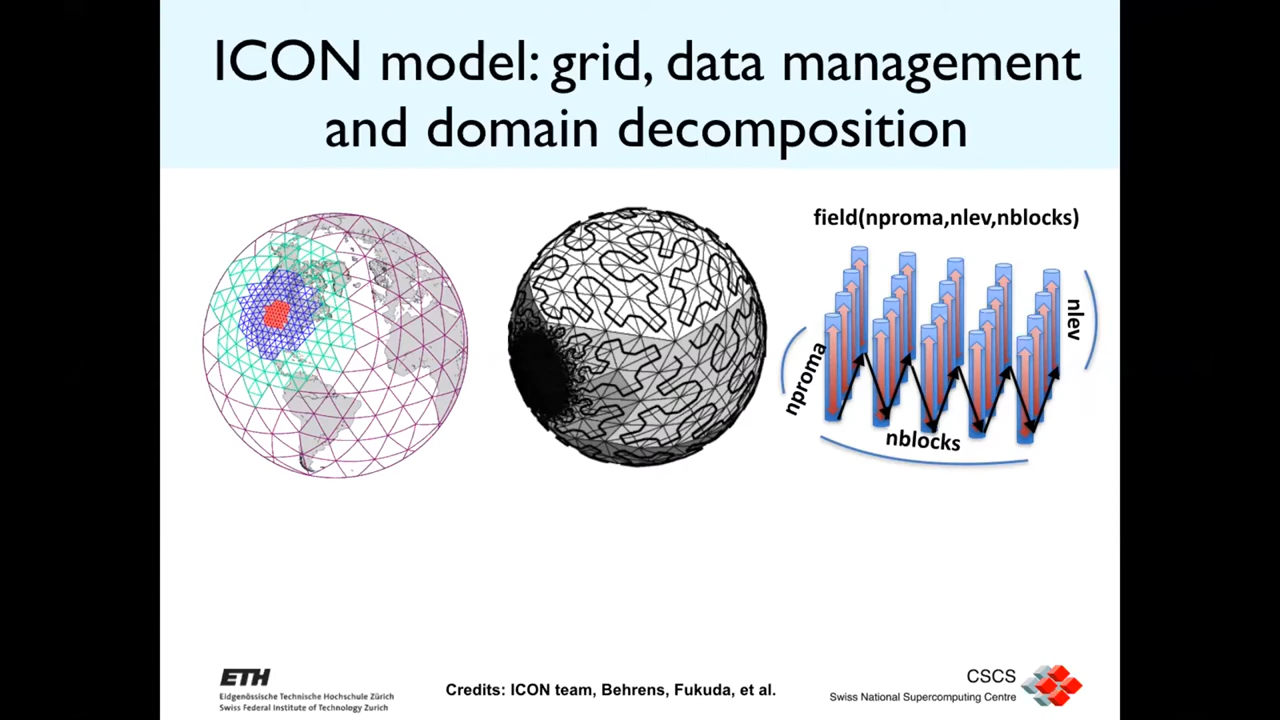 ICON model: grid, data management
and domain decomposition
field(nproma,nlev,nblocks)
nlev
nproma
nblocks
ETH
Eidgenössische Technische Hochschule Zürich
Swiss Federal Institute of Technology Zurich
Credits: ICON team, Behrens, Fukuda, et al.
CSCS
Swiss National Supercomputing Centre